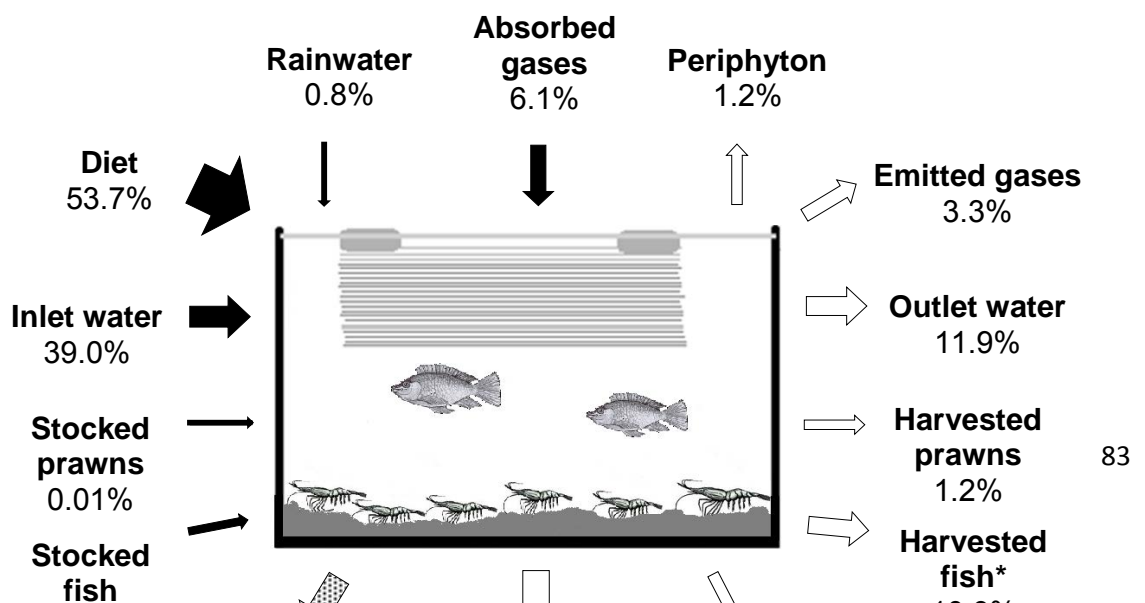 Absorbed
gases
6.1%
Rainwater
0.8%
Periphyton
1.2%
Diet
53.7%
Emitted gases
3.3%
Inlet water
39.0%
Outlet water
11.9%
Stocked
prawns
0.01%
Harvested
prawns
1.2%
83
Stocked
fish
Harvested
fish*